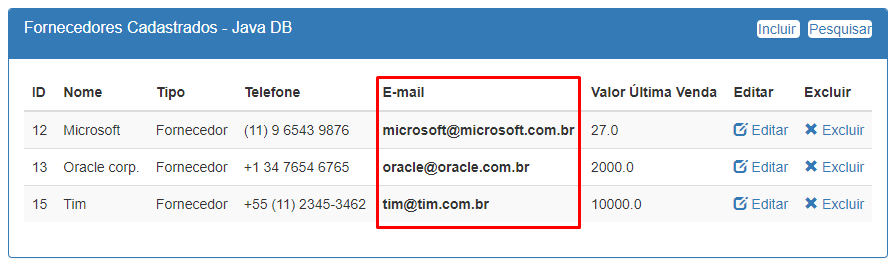 Fornecedores Cadastrados - Java DB Incluir Pesquisar
ID Nome Tipo Telefone E-mail Valor Última Venda Editar Excluir
12 Microsoft Fornecedor (11) 9 6543 9876 microsoft@microsoft.com.br 27.0 Editar Excluir
13 Oracle corp. Fornecedor +1 34 7654 6765 oracle@oracle.com.br 2000.0 Editar Excluir
15 Tim Fornecedor +55 (11) 2345-3462 tim@tim.com.br 10000.0 Editar Excluir